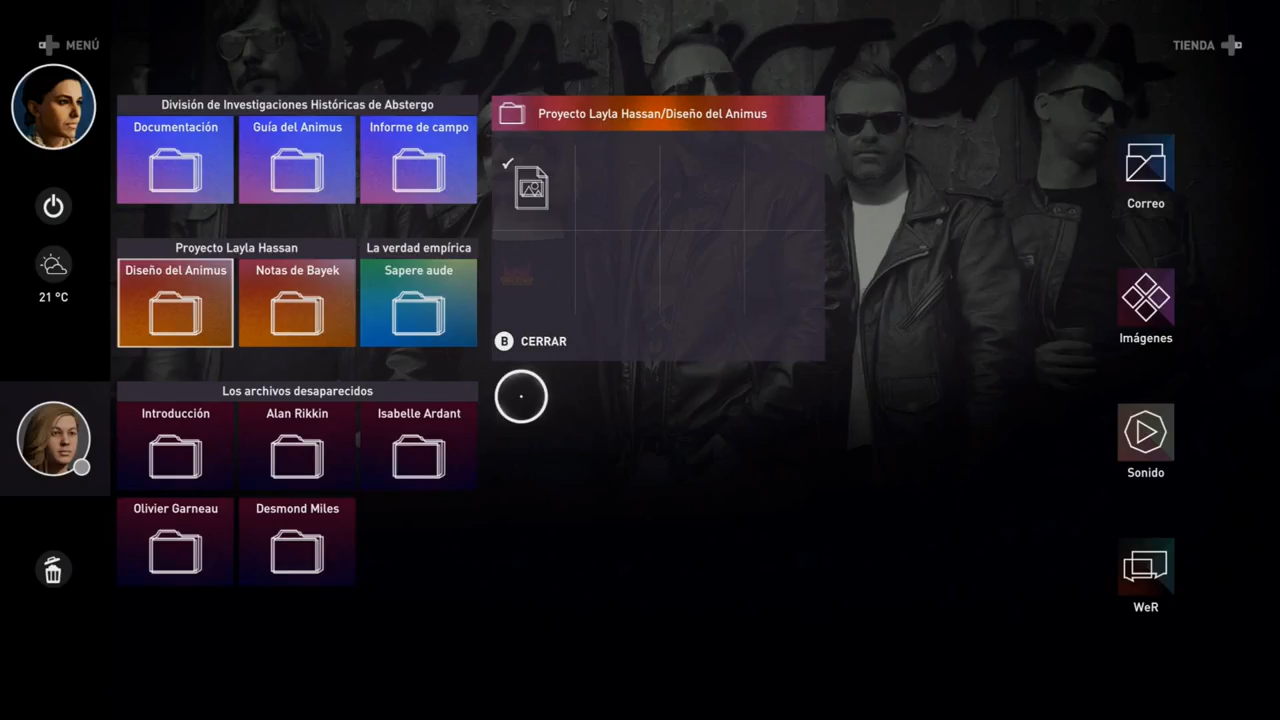 MENÚ
TIENDA
División de Investigaciones Históricas de Abstergo
Documentación
Guía del Animus
Informe de campo
Proyecto Layla Hassan/Diseño del Animus
Proyecto Layla Hassan
La verdad empírica
Diseño del Animus
Notas de Bayek
Sapere aude
21 °C
B CERRAR
Los archivos desaparecidos
Introducción
Alan Rikkin
Isabelle Ardant
Olivier Garneau
Desmond Miles
Correo
Imágenes
Sonido
WeR